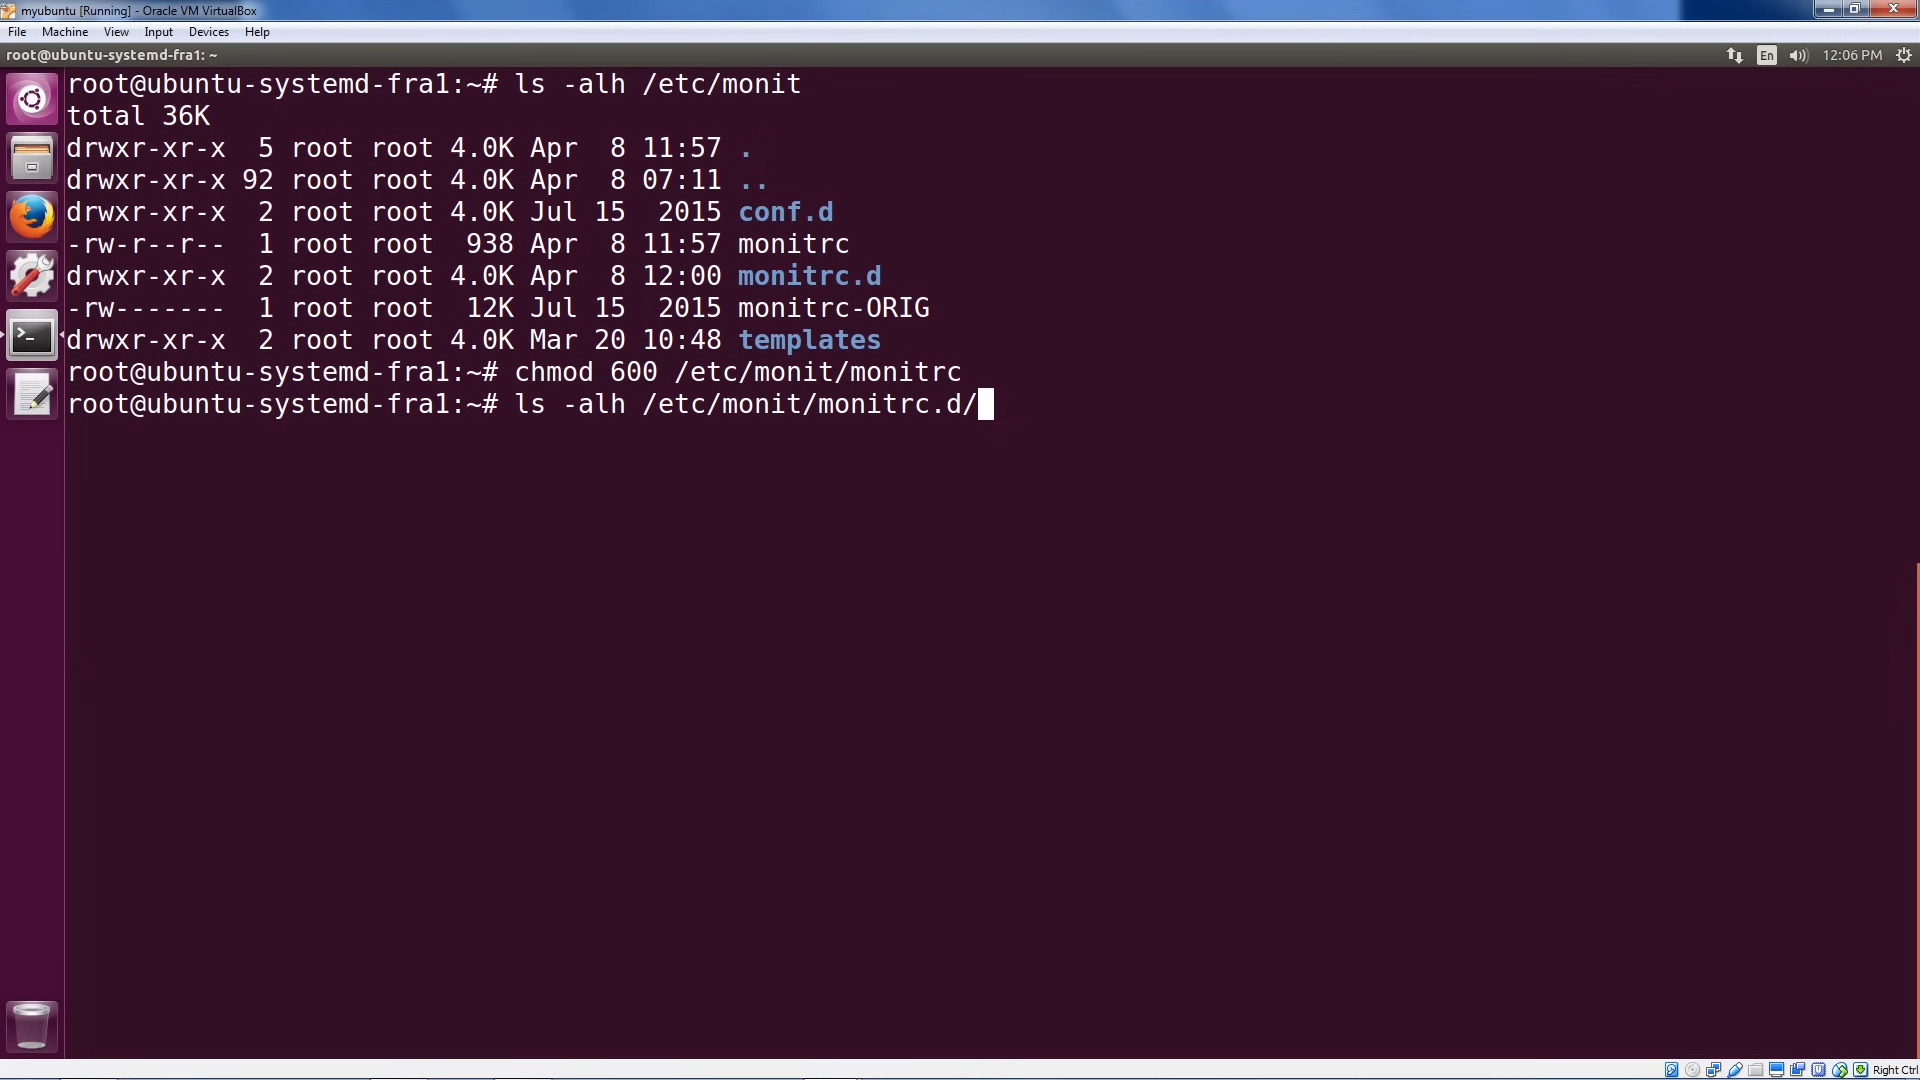 myubuntu [Running] - Oracle VM VirtualBox
File Machine View Input Devices Help
root@ubuntu-systemd-fra1: ~ En 12:06 PM
root@ubuntu-systemd-fra1:~# ls -alh /etc/monit
total 36K
drwxr-xr-x  5 root root 4.0K Apr  8 11:57 .
drwxr-xr-x 92 root root 4.0K Apr  8 07:11 ..
drwxr-xr-x  2 root root 4.0K Jul 15  2015 conf.d
-rw-r--r--  1 root root  938 Apr  8 11:57 monitrc
drwxr-xr-x  2 root root 4.0K Apr  8 12:00 monitrc.d
-rw-------  1 root root  12K Jul 15  2015 monitrc-ORIG
drwxr-xr-x  2 root root 4.0K Mar 20 10:48 templates
root@ubuntu-systemd-fra1:~# chmod 600 /etc/monit/monitrc
root@ubuntu-systemd-fra1:~# ls -alh /etc/monit/monitrc.d/
Right Ctrl